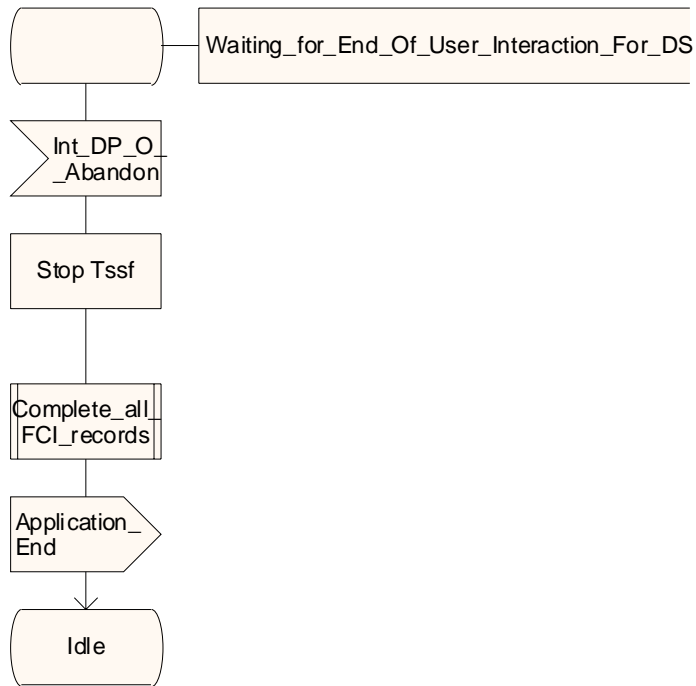 Waiting_for_End_Of_User_Interaction_For_DS
Int_DP_O_
_Abandon
Stop Tssf
Complete_all_
FCI_records
Application_
End
Idle